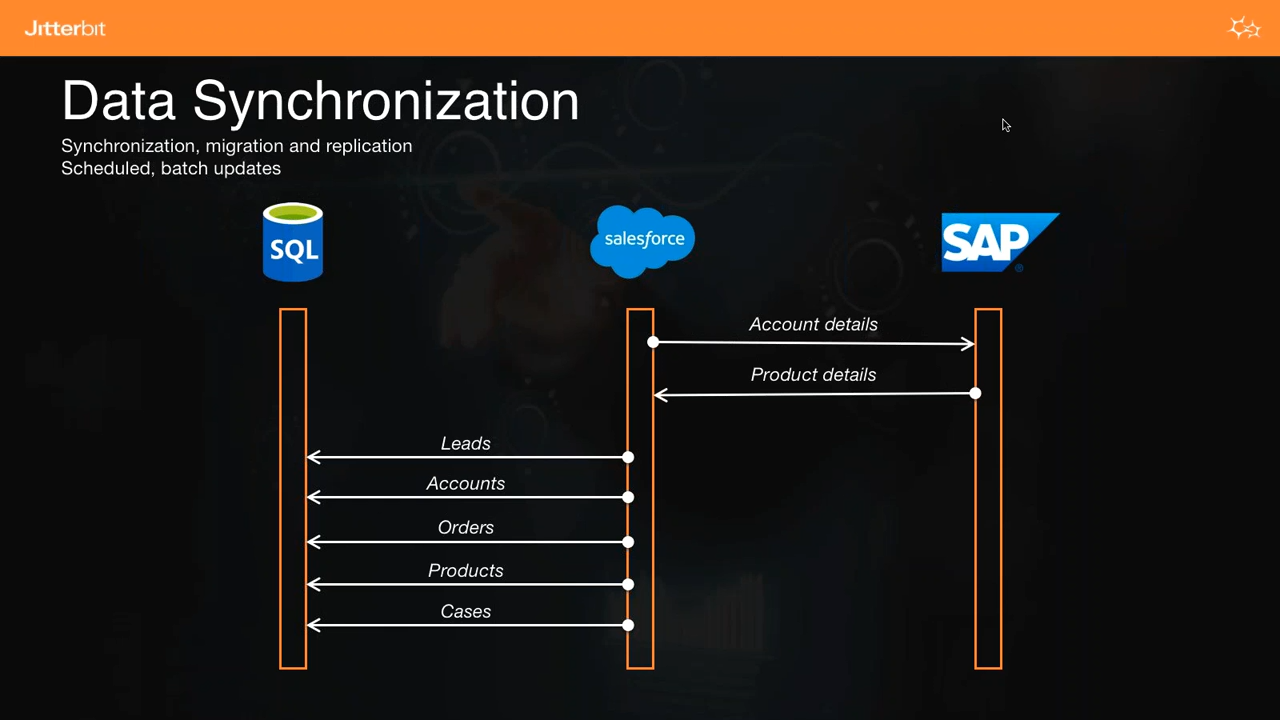 Jitterbit
Data Synchronization
Synchronization, migration and replication
Scheduled, batch updates
SQL
salesforce
SAP
®
Account details
Product details
Leads
Accounts
Orders
Products
Cases